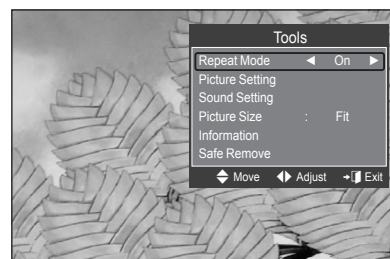 Tools
Repeat Mode ◄ On ►
Picture Setting
Sound Setting
Picture Size : Fit
Information
Safe Remove
Move Adjust Exit